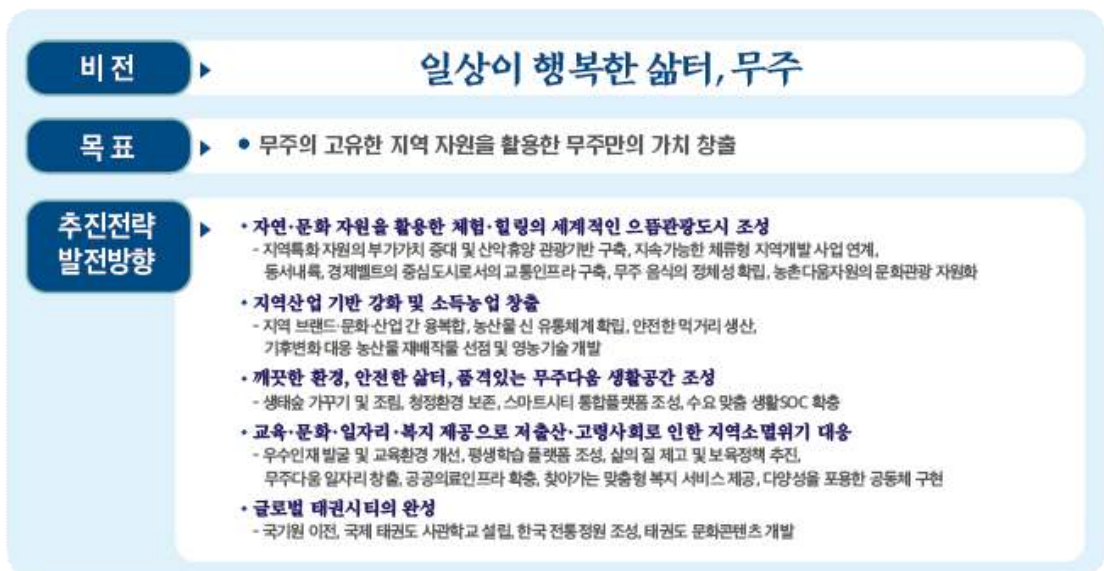 비 전
일상이 행복한 삶터, 무주
목 표
• 무주의 고유한 지역 자원을 활용한 무주만의 가치 창출
추진전략
발전방향
· 자연·문화 자원을 활용한 체험·힐링의 세계적인 으뜸관광도시 조성
- 지역특화 자원의 부가가치 증대 및 산악휴양 관광기반 구축, 지속가능한 체류형 지역개발 사업 연계,
동서내륙, 경제벨트의 중심도시로서의 교통인프라 구축, 무주 음식의 정체성 확립, 농촌다움자원의 문화관광 자원화
· 지역산업 기반 강화 및 소득농업 창출
- 지역 브랜드·문화·산업 간 융복합, 농산물 신 유통체계 확립, 안전한 먹거리 생산,
기후변화 대응 농산물 재배작물 선점 및 영농기술 개발
· 깨끗한 환경, 안전한 삶터, 품격있는 무주다움 생활공간 조성
- 생태숲 가꾸기 및 조림, 청정환경 보존, 스마트시티 통합플랫폼 조성, 수요 맞춤 생활SOC 확충
· 교육·문화·일자리·복지 제공으로 저출산·고령사회로 인한 지역소멸위기 대응
- 우수인재 발굴 및 교육환경 개선, 평생학습 플랫폼 조성, 삶의 질 제고 및 보육정책 추진,
무주다움 일자리 창출, 공공의료인프라 확충, 찾아가는 맞춤형 복지 서비스 제공, 다양성을 포용한 공동체 구현
· 글로벌 태권시티의 완성
- 국기원 이전, 국제 태권도 사관학교 설립, 한국 전통정원 조성, 태권도 문화콘텐츠 개발